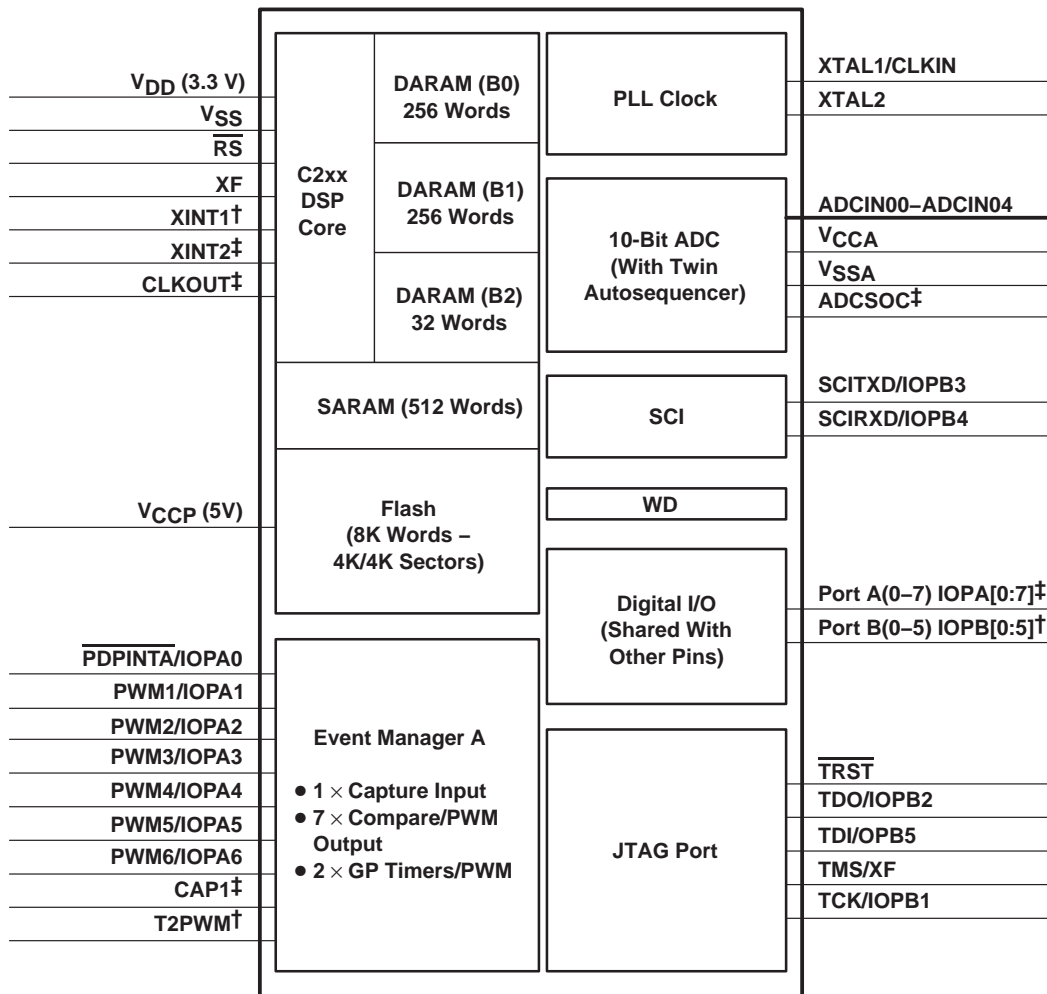 VDD (3.3 V)
VSS
RS
XF
XINT1†
XINT2‡
CLKOUT‡
VCCP (5V)
PDPINTA/IOPA0
PWM1/IOPA1
PWM2/IOPA2
PWM3/IOPA3
PWM4/IOPA4
PWM5/IOPA5
PWM6/IOPA6
CAP1‡
T2PWM†
C2xx
DSP
Core
DARAM (B0)
256 Words
DARAM (B1)
256 Words
DARAM (B2)
32 Words
SARAM (512 Words)
Flash
(8K Words –
4K/4K Sectors)
Event Manager A
● 1 × Capture Input
● 7 × Compare/PWM
Output
● 2 × GP Timers/PWM
PLL Clock
10-Bit ADC
(With Twin
Autosequencer)
SCI
WD
Digital I/O
(Shared With
Other Pins)
JTAG Port
XTAL1/CLKIN
XTAL2
ADCIN00–ADCIN04
VCCA
VSSA
ADCSOC‡
SCITXD/IOPB3
SCIRXD/IOPB4
Port A(0–7) IOPA[0:7]‡
Port B(0–5) IOPB[0:5]†
TRST
TDO/IOPB2
TDI/OPB5
TMS/XF
TCK/IOPB1